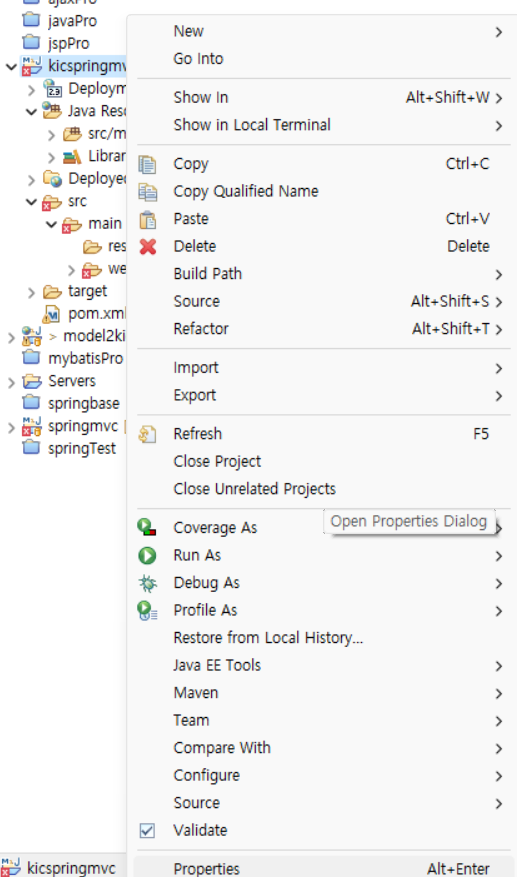 ajaxPro
javaPro
jspPro
kicspringmv
Deploym
Java Reso
src/m
Librar
Deployed
src
main
res
we
target
pom.xml
> model2ki
mybatisPro
Servers
springbase
springmvc [
springTest
New
Go Into
Show In Alt+Shift+W
Show in Local Terminal
Copy Ctrl+C
Copy Qualified Name
Paste Ctrl+V
Delete Delete
Build Path
Source Alt+Shift+S
Refactor Alt+Shift+T
Import
Export
Refresh F5
Close Project
Close Unrelated Projects
Open Properties Dialog
Coverage As
Run As
Debug As
Profile As
Restore from Local History...
Java EE Tools
Maven
Team
Compare With
Configure
Source
Validate
Properties Alt+Enter
kicspringmvc